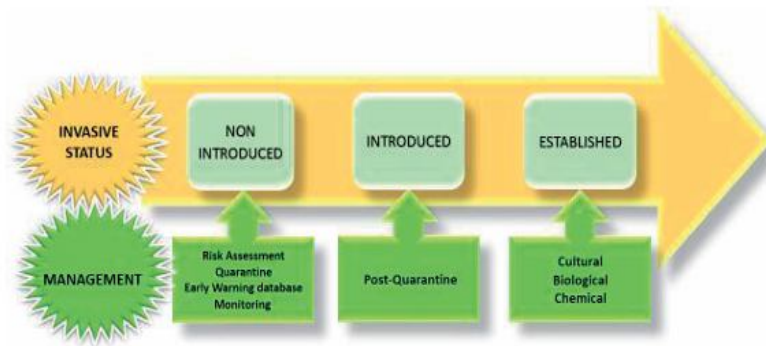 INVASIVE
STATUS
NON
INTRODUCED
INTRODUCED
ESTABLISHED
MANAGEMENT
Risk Assessment
Quarantine
Early Warning database
Monitoring
Post-Quarantine
Cultural
Biological
Chemical